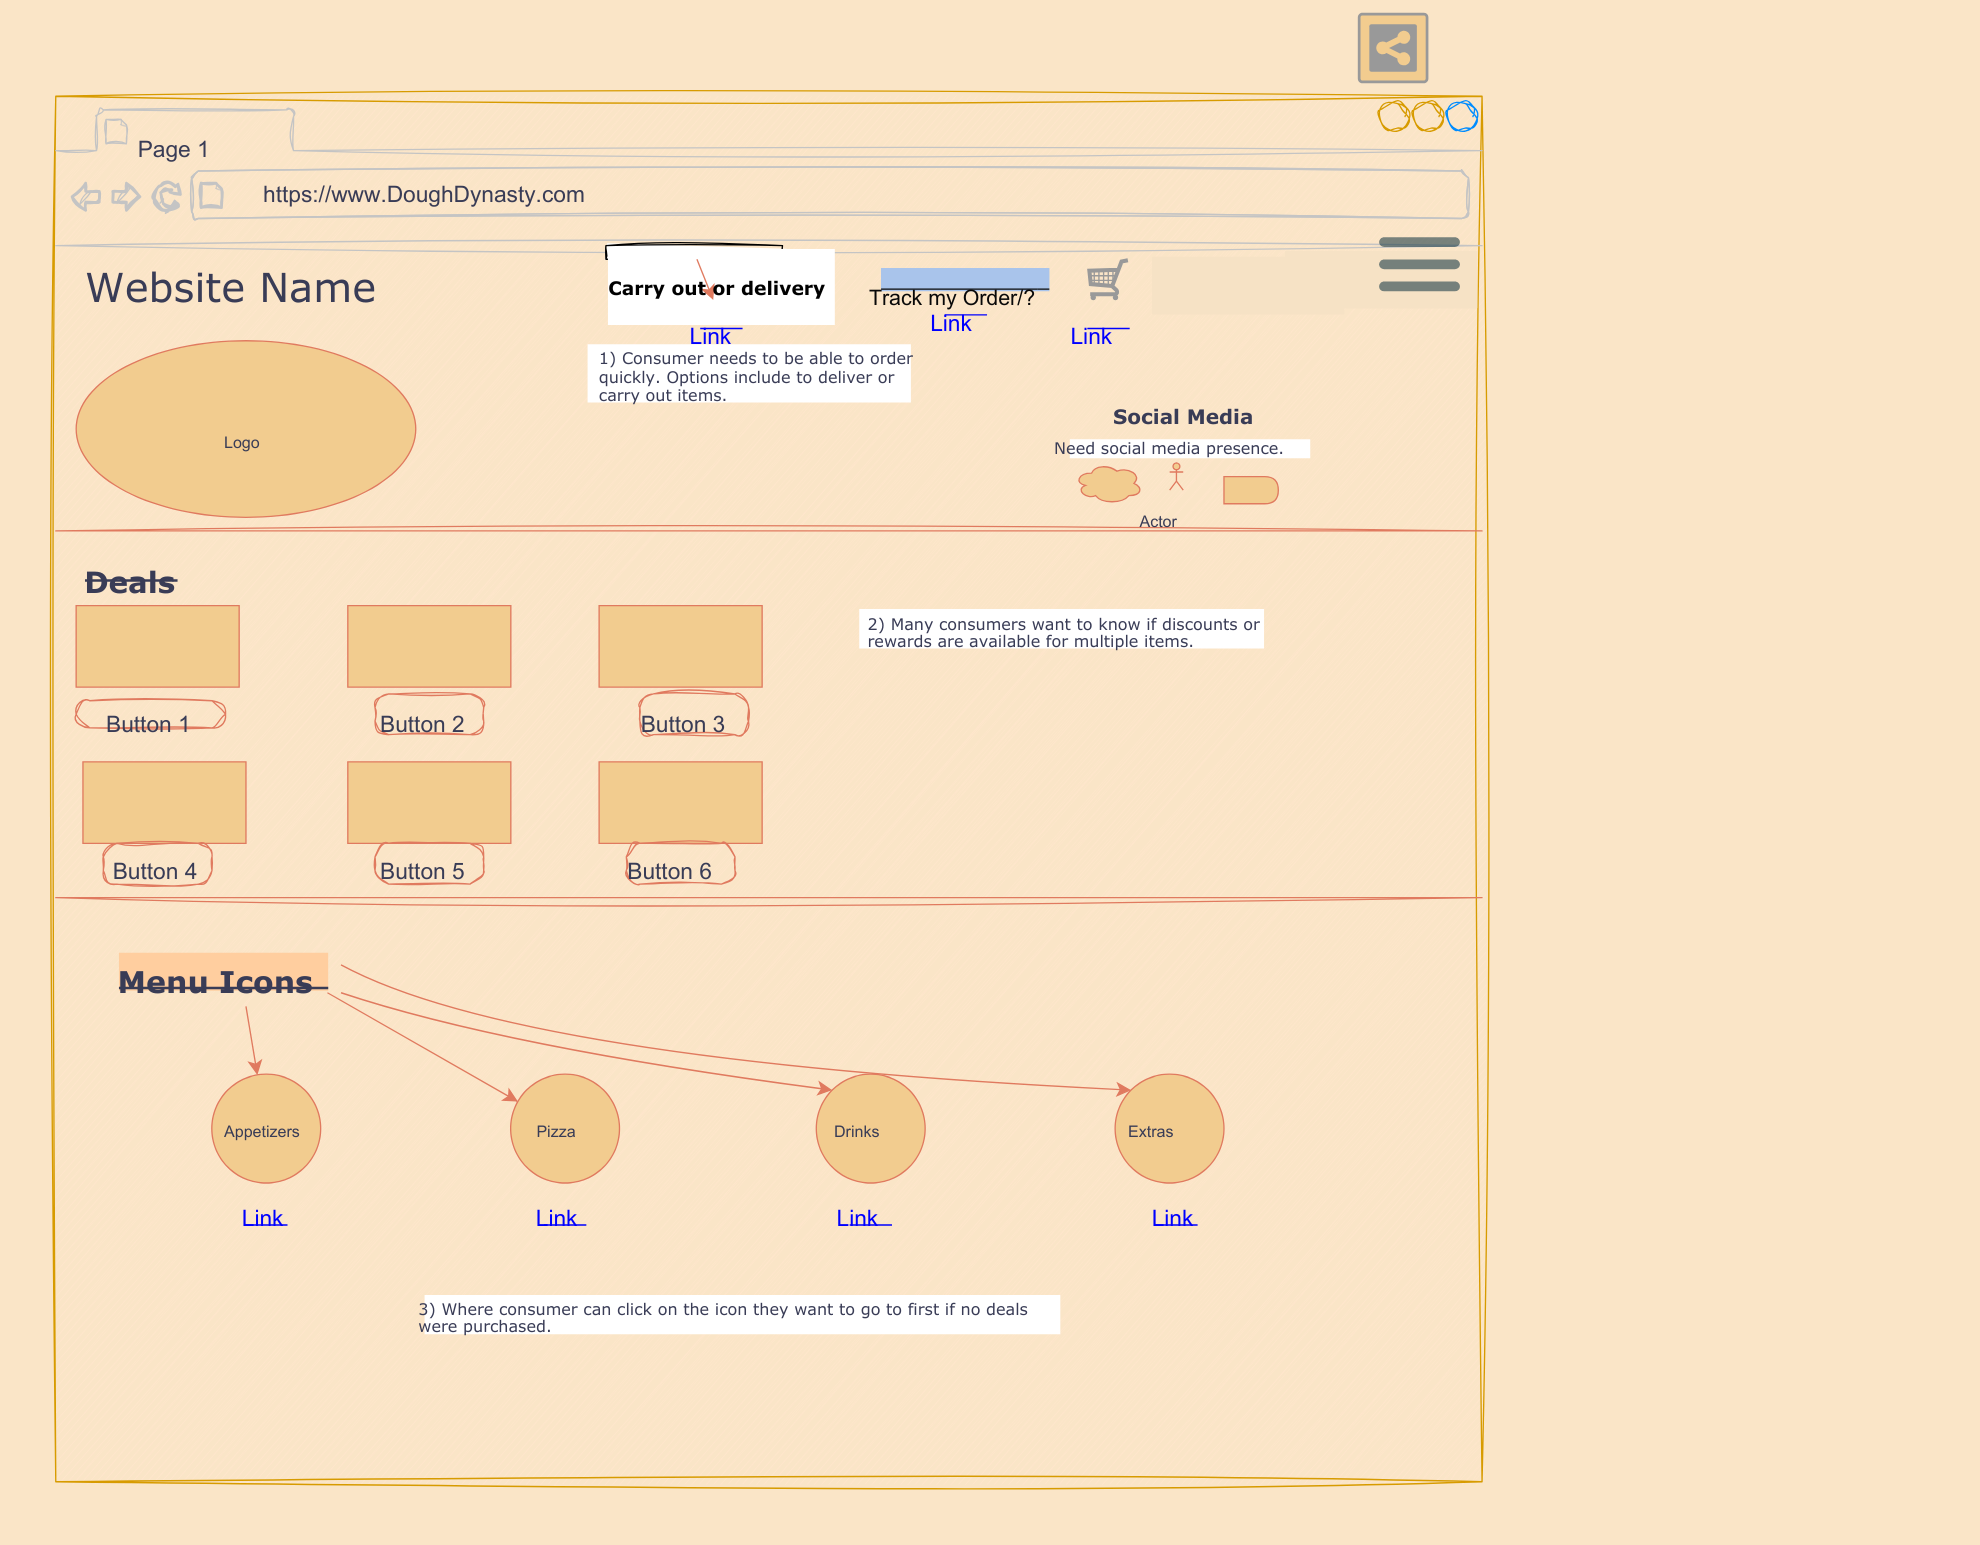 Page 1
https://www.DoughDynasty.com
Website Name
Carry out or delivery
Track my Order/?
Link
Link
Link
1) Consumer needs to be able to order
quickly. Options include to deliver or
carry out items.
Logo
Social Media
Need social media presence.
Actor
Deals
2) Many consumers want to know if discounts or
rewards are available for multiple items.
Button 1
Button 2
Button 3
Button 4
Button 5
Button 6
Menu Icons
Appetizers
Pizza
Drinks
Extras
Link
Link
Link
Link
3) Where consumer can click on the icon they want to go to first if no deals
were purchased.